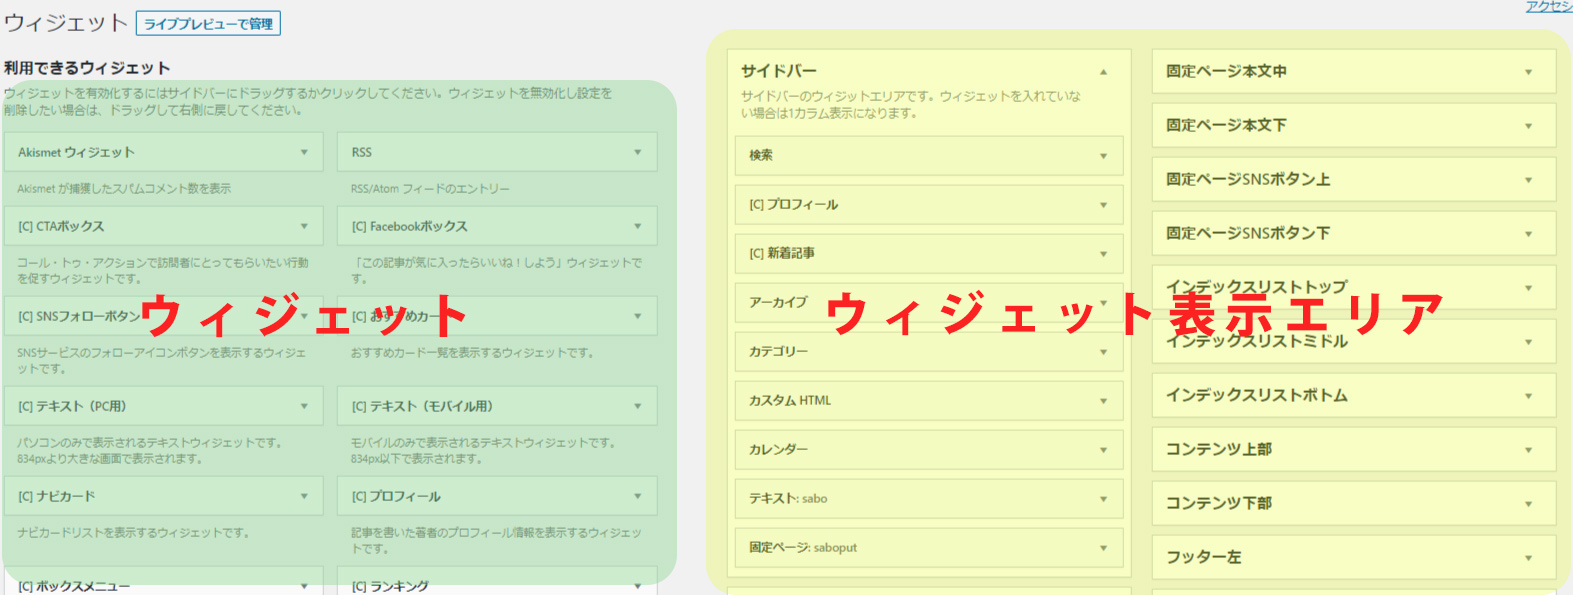 ウィジェット ライブプレビューで管理
アクセシ
利用できるウィジェット
ウィジェットを有効化するにはサイドバーにドラッグするかクリックしてください。ウィジェットを無効化し設定を
削除したい場合は、ドラッグして右側に戻してください。
Akismet ウィジェット
Akismet が捕獲したスパムコメント数を表示
RSS
RSS/Atom フィードのエントリー
[C] CTAボックス
コール・トゥ・アクションで訪問者にとってもらいたい行動
を促すウィジェットです。
[C] Facebookボックス
「この記事が気に入ったらいいね！しよう」ウィジェットで
す。
[C] SNSフォローボタン
SNSサービスのフォローアイコンボタンを表示するウィジェ
ットです。
[C] おすすめカード
おすすめカード一覧を表示するウィジェットです。
ウィジェット
[C] テキスト（PC用）
パソコンのみで表示されるテキストウィジェットです。
834pxより大きな画面で表示されます。
[C] テキスト（モバイル用）
モバイルのみで表示されるテキストウィジェットです。
834px以下で表示されます。
[C] ナビカード
ナビカードリストを表示するウィジェットです。
[C] プロフィール
記事を書いた著者のプロフィール情報を表示するウィジェッ
トです。
[C] ボックスメニュー
[C] ランキング
サイドバー
サイドバーのウィジットエリアです。ウィジェットを入れていな
い場合は1カラム表示になります。
検索
[C] プロフィール
[C] 新着記事
アーカイブ
カテゴリー
カスタム HTML
カレンダー
テキスト: sabo
固定ページ: saboput
ウィジェット表示エリア
固定ページ本文中
固定ページ本文下
固定ページSNSボタン上
固定ページSNSボタン下
インデックスリストトップ
インデックスリストミドル
インデックスリストボトム
コンテンツ上部
コンテンツ下部
フッター左